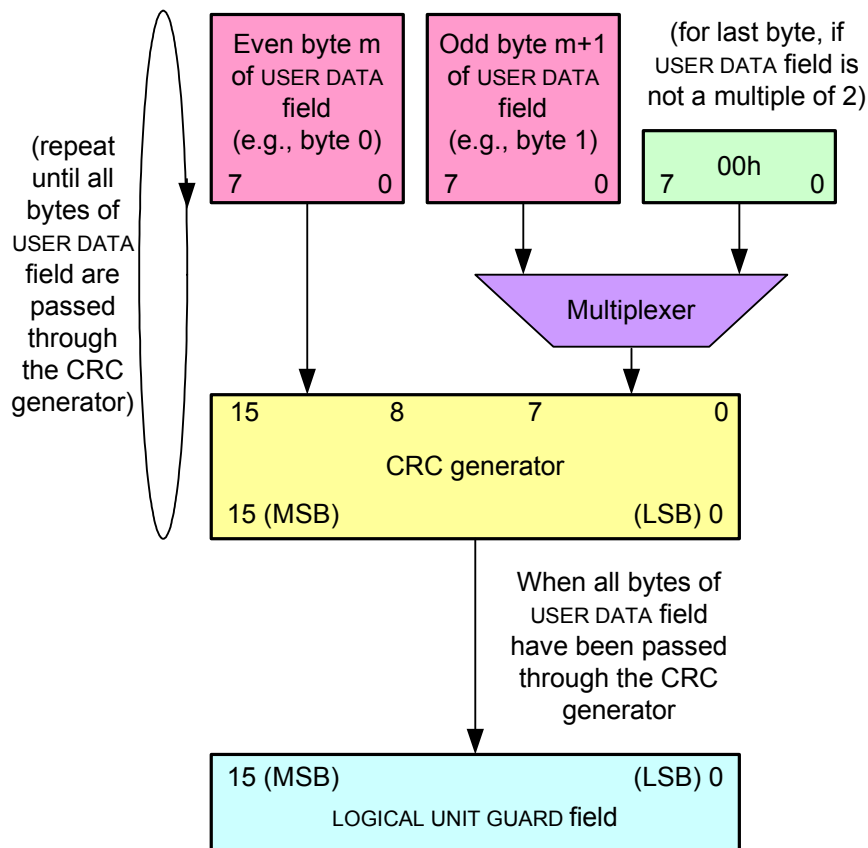 (repeat
until all
bytes of
USER DATA
field are
passed
through
the CRC
generator)
Even byte m
of USER DATA
field
(e.g., byte 0)
7 0
Odd byte m+1
of USER DATA
field
(e.g., byte 1)
7 0
(for last byte, if
USER DATA field is
not a multiple of 2)
00h
7 0
Multiplexer
15 8 7 0
CRC generator
15 (MSB) (LSB) 0
When all bytes of
USER DATA field
have been passed
through the CRC
generator
15 (MSB) (LSB) 0
LOGICAL UNIT GUARD field